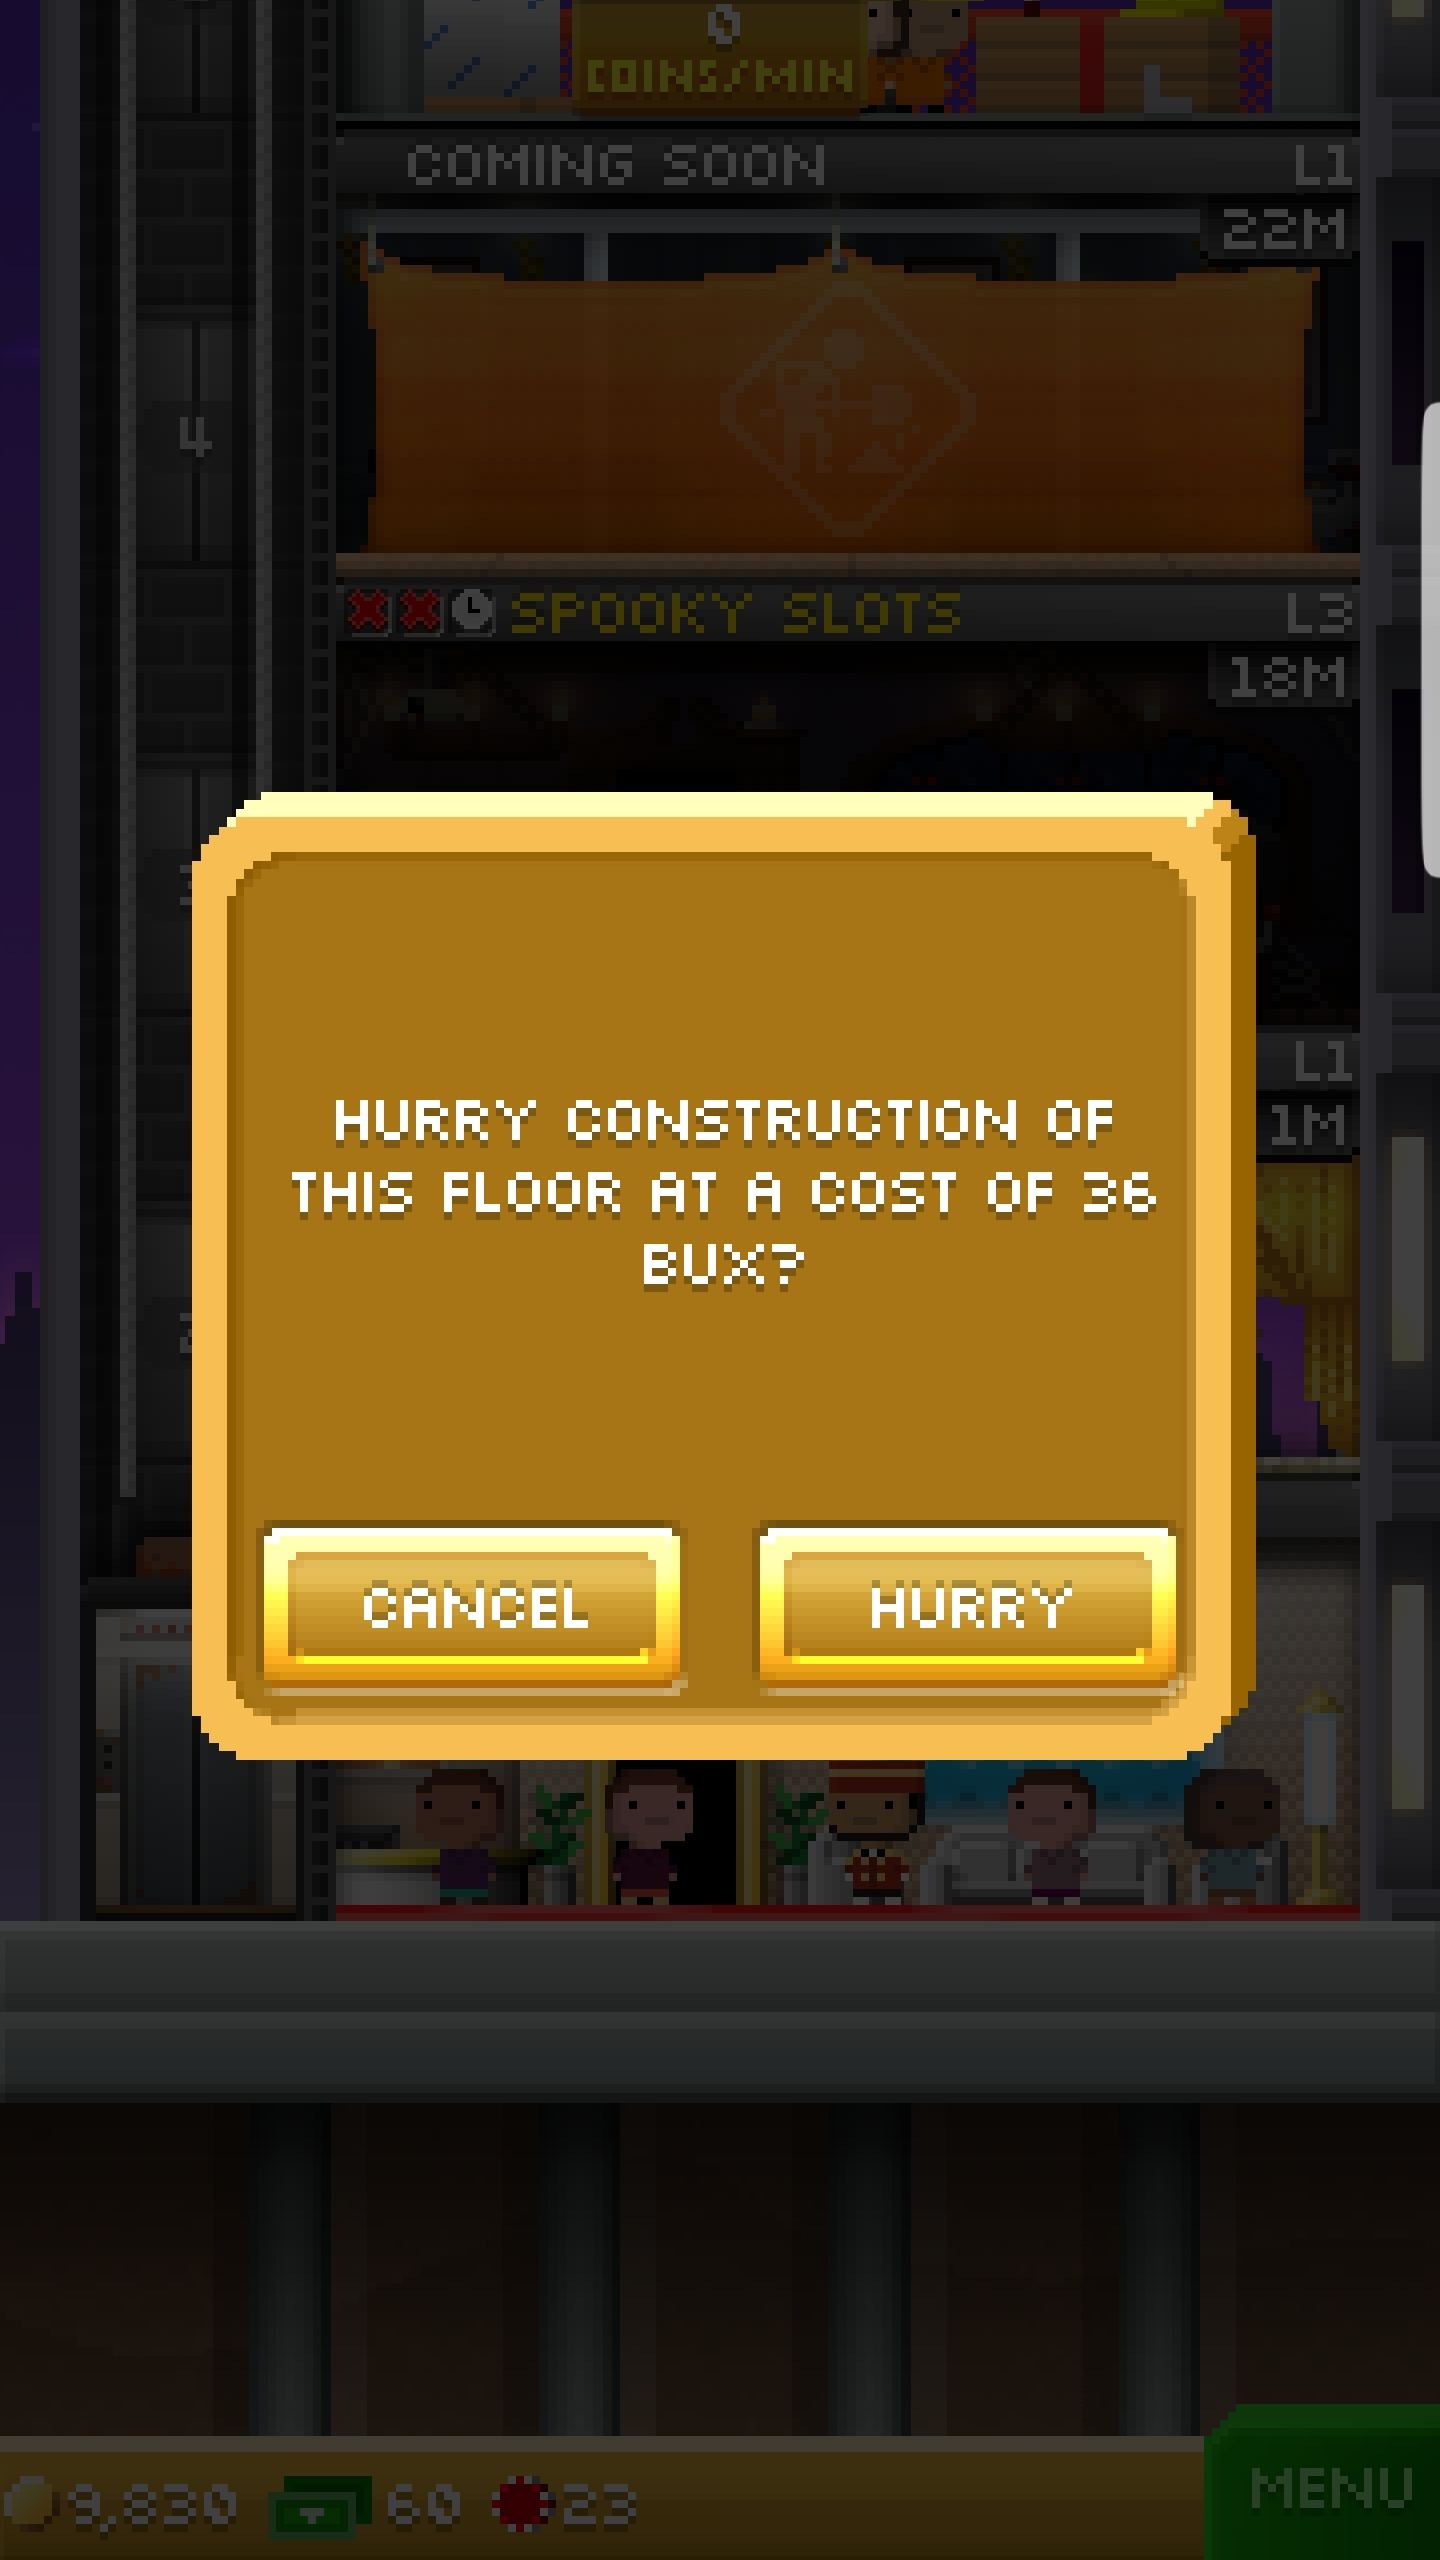 0
COINS/MIN
COMING SOON L1
22M
4
SPOOKY SLOTS L3
18M
L1
1M
HURRY CONSTRUCTION OF
THIS FLOOR AT A COST OF 36
BUX?
CANCEL HURRY
9,830 60 23
MENU